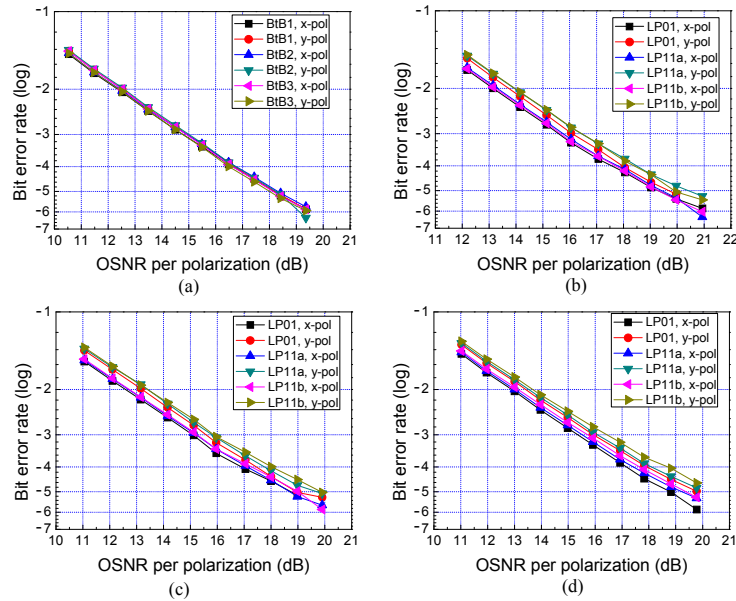 -1
-2
-3
-4
-5
-6
-7
Bit error rate (log)
BtB1, x-pol
BtB1, y-pol
BtB2, x-pol
BtB2, y-pol
BtB3, x-pol
BtB3, y-pol
10 11 12 13 14 15 16 17 18 19 20 21
OSNR per polarization (dB)
(a)
-1
-2
-3
-4
-5
-6
-7
Bit error rate (log)
LP01, x-pol
LP01, y-pol
LP11a, x-pol
LP11a, y-pol
LP11b, x-pol
LP11b, y-pol
11 12 13 14 15 16 17 18 19 20 21 22
OSNR per polarization (dB)
(b)
-1
-2
-3
-4
-5
-6
-7
Bit error rate (log)
LP01, x-pol
LP01, y-pol
LP11a, x-pol
LP11a, y-pol
LP11b, x-pol
LP11b, y-pol
10 11 12 13 14 15 16 17 18 19 20 21
OSNR per polarization (dB)
(c)
-1
-2
-3
-4
-5
-6
-7
Bit error rate (log)
LP01, x-pol
LP01, y-pol
LP11a, x-pol
LP11a, y-pol
LP11b, x-pol
LP11b, y-pol
10 11 12 13 14 15 16 17 18 19 20 21
OSNR per polarization (dB)
(d)